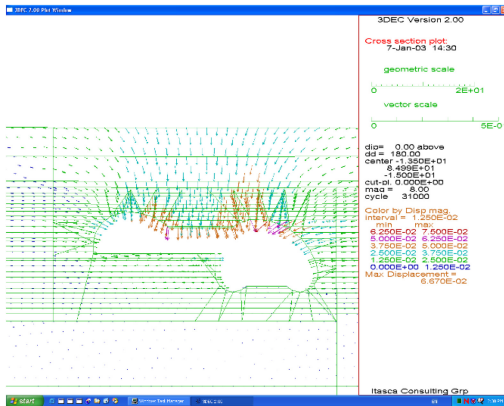 3DEC 2.00 Plot Window
3DEC Version 2.00
Cross section plot:
7-Jan-03 14:30
geometric scale
0 2E+01
vector scale
0 5E-0
dip= 0.00 above
dd = 180.00
center -1.350E+01
8.499E+01
-1.500E+01
cut-pl. 0.000E+00
mag = 8.00
cycle 31000
Color by Disp mag.
interval = 1.250E-02
min max
6.250E-02 7.500E-02
5.000E-02 6.250E-02
3.750E-02 5.000E-02
2.500E-02 3.750E-02
1.250E-02 2.500E-02
0.000E+00 1.250E-02
Max Displacement =
6.670E-02
Itasca Consulting Grp
start